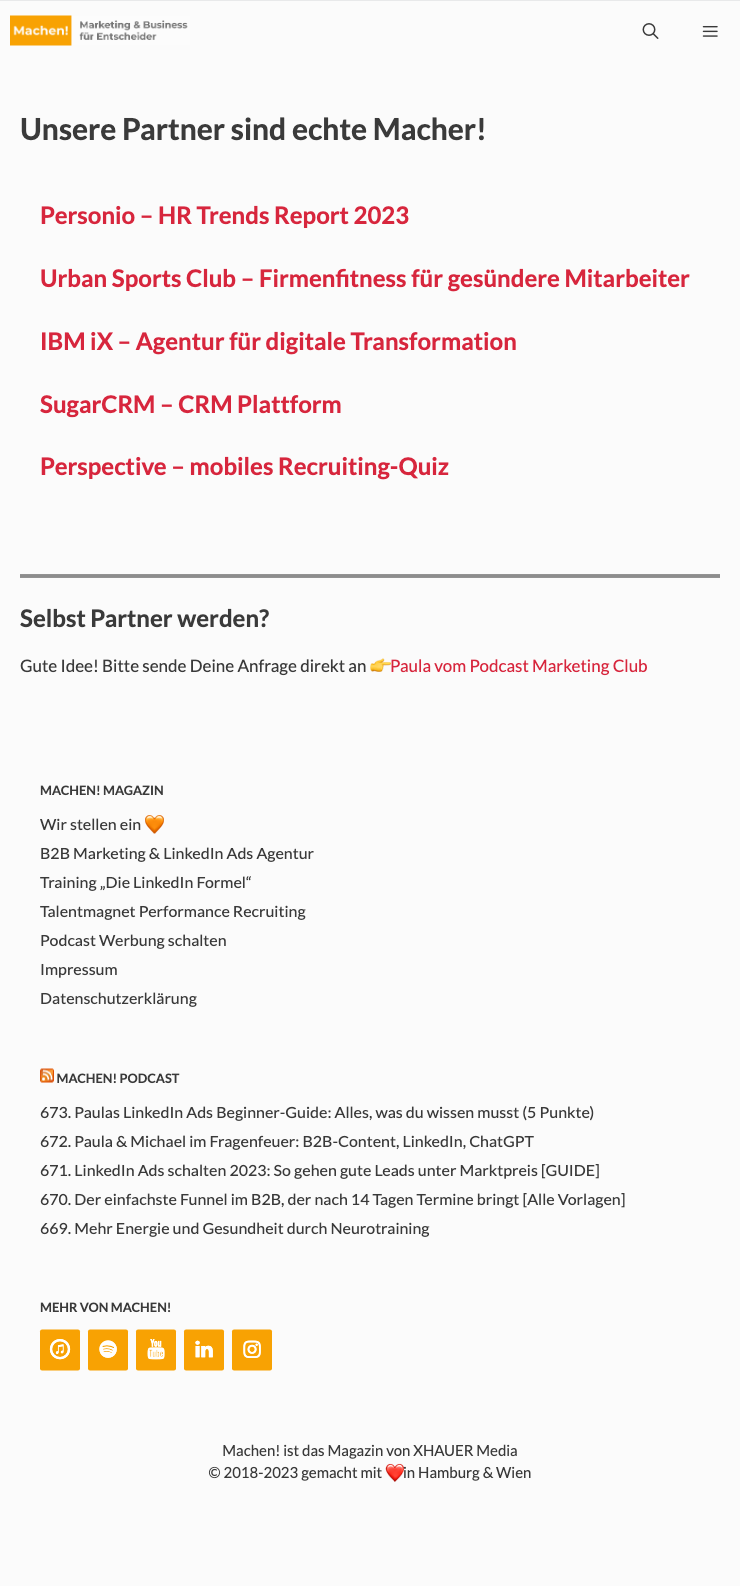 Machen! Marketing & Business
für Entscheider
Unsere Partner sind echte Macher!
Personio – HR Trends Report 2023
Urban Sports Club – Firmenfitness für gesündere Mitarbeiter
IBM iX – Agentur für digitale Transformation
SugarCRM – CRM Plattform
Perspective – mobiles Recruiting-Quiz
Selbst Partner werden?
Gute Idee! Bitte sende Deine Anfrage direkt an 👉Paula vom Podcast Marketing Club
MACHEN! MAGAZIN
Wir stellen ein 🧡
B2B Marketing & LinkedIn Ads Agentur
Training „Die LinkedIn Formel“
Talentmagnet Performance Recruiting
Podcast Werbung schalten
Impressum
Datenschutzerklärung
MACHEN! PODCAST
673. Paulas LinkedIn Ads Beginner-Guide: Alles, was du wissen musst (5 Punkte)
672. Paula & Michael im Fragenfeuer: B2B-Content, LinkedIn, ChatGPT
671. LinkedIn Ads schalten 2023: So gehen gute Leads unter Marktpreis [GUIDE]
670. Der einfachste Funnel im B2B, der nach 14 Tagen Termine bringt [Alle Vorlagen]
669. Mehr Energie und Gesundheit durch Neurotraining
MEHR VON MACHEN!
You Tube in
Machen! ist das Magazin von XHAUER Media
© 2018-2023 gemacht mit ❤️in Hamburg & Wien